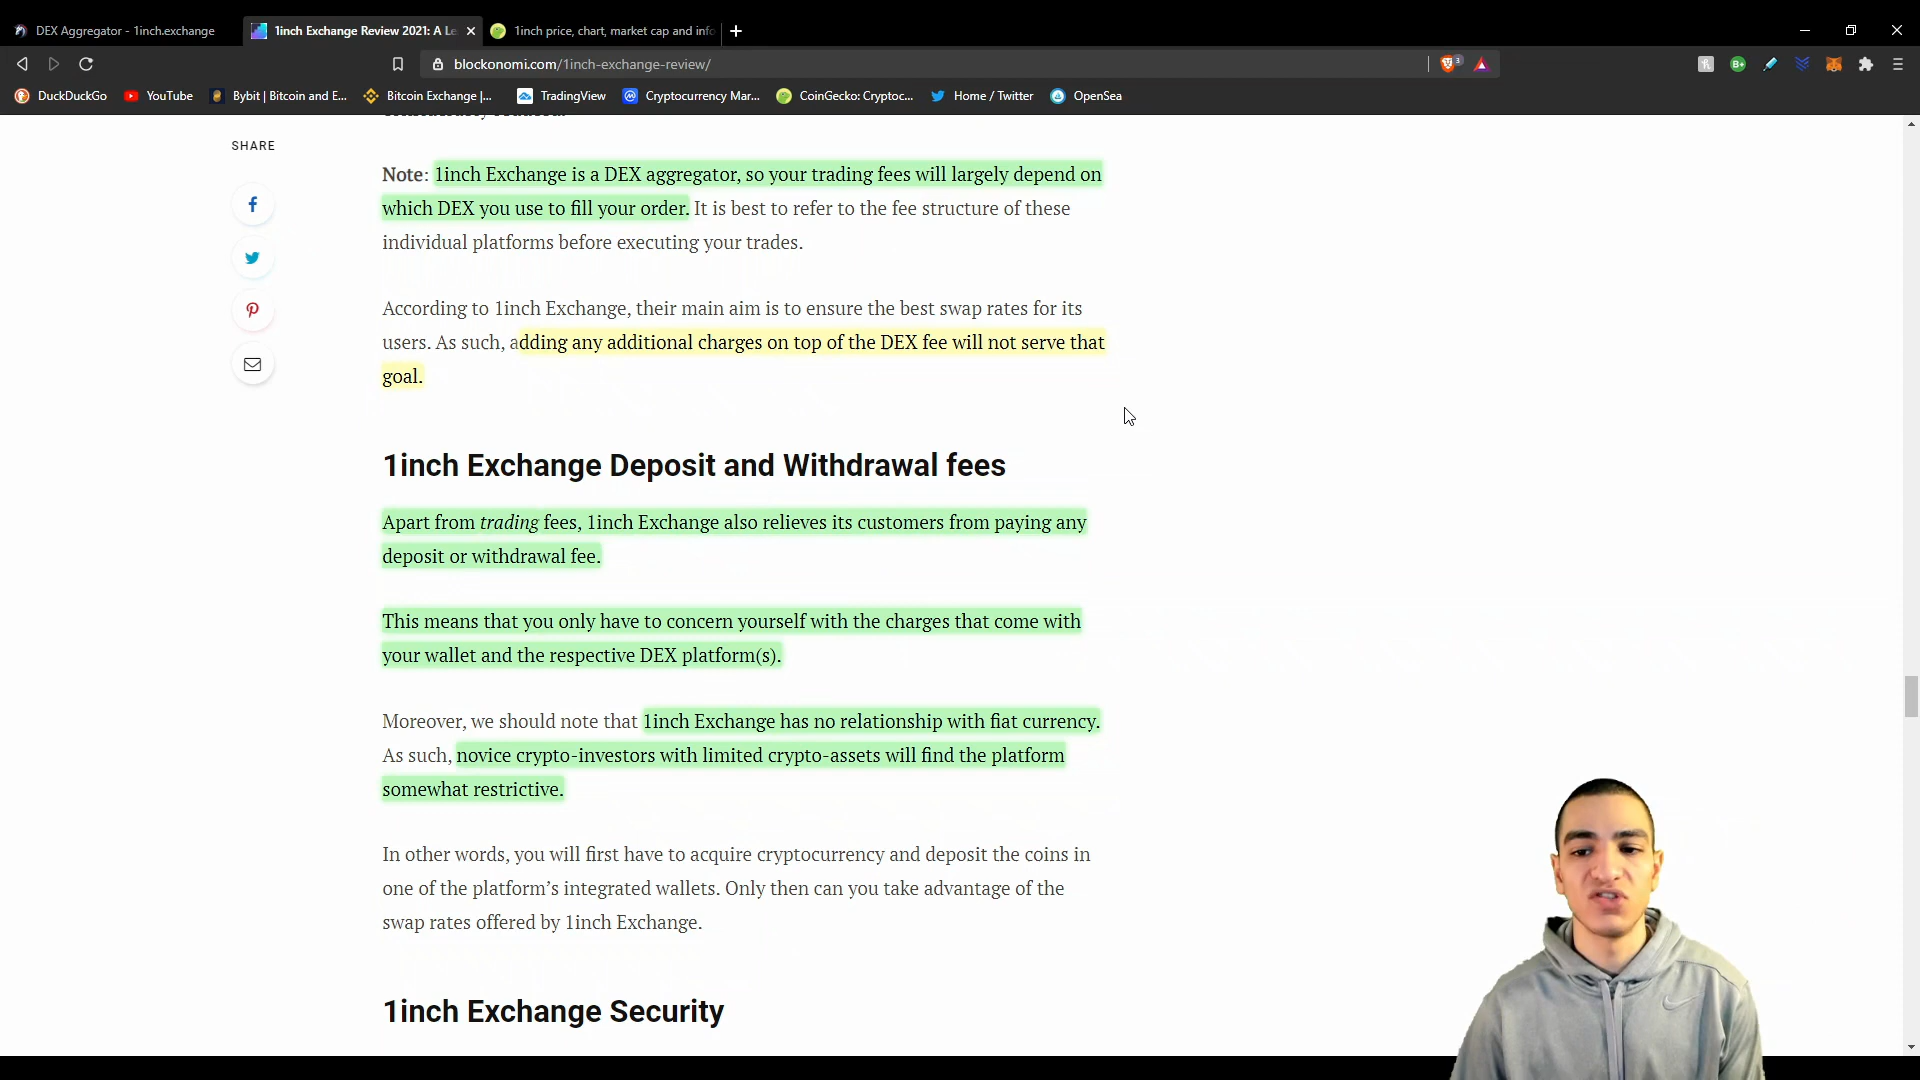 DEX Aggregator - 1inch.exchange
1inch Exchange Review 2021: A Le
1inch price, chart, market cap and info
blockonomi.com/1inch-exchange-review/
3
DuckDuckGo
YouTube
Bybit | Bitcoin and E...
Bitcoin Exchange |...
TradingView
Cryptocurrency Mar...
CoinGecko: Cryptoc...
Home / Twitter
OpenSea
SHARE
Note: 1inch Exchange is a DEX aggregator, so your trading fees will largely depend on
which DEX you use to fill your order. It is best to refer to the fee structure of these
individual platforms before executing your trades.
According to 1inch Exchange, their main aim is to ensure the best swap rates for its
users. As such, adding any additional charges on top of the DEX fee will not serve that
goal.
1inch Exchange Deposit and Withdrawal fees
Apart from trading fees, 1inch Exchange also relieves its customers from paying any
deposit or withdrawal fee.
This means that you only have to concern yourself with the charges that come with
your wallet and the respective DEX platform(s).
Moreover, we should note that 1inch Exchange has no relationship with fiat currency.
As such, novice crypto-investors with limited crypto-assets will find the platform
somewhat restrictive.
In other words, you will first have to acquire cryptocurrency and deposit the coins in
one of the platform's integrated wallets. Only then can you take advantage of the
swap rates offered by 1inch Exchange.
1inch Exchange Security